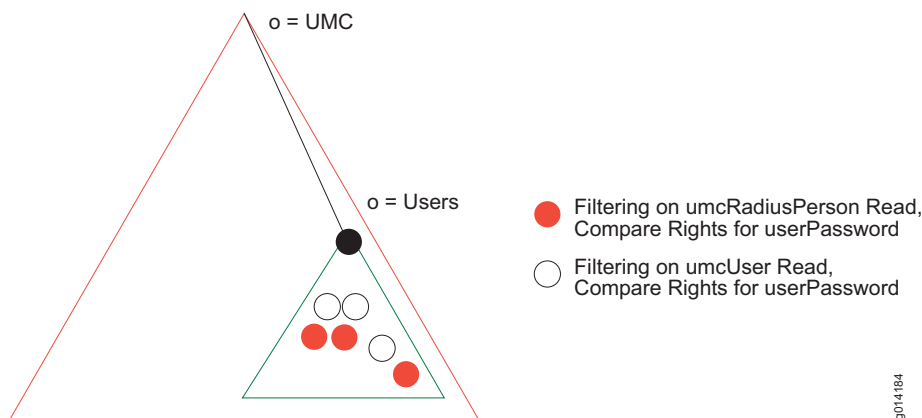 o = UMC
o = Users
Filtering on umcRadiusPerson Read,
Compare Rights for userPassword
Filtering on umcUser Read,
Compare Rights for userPassword
g014184